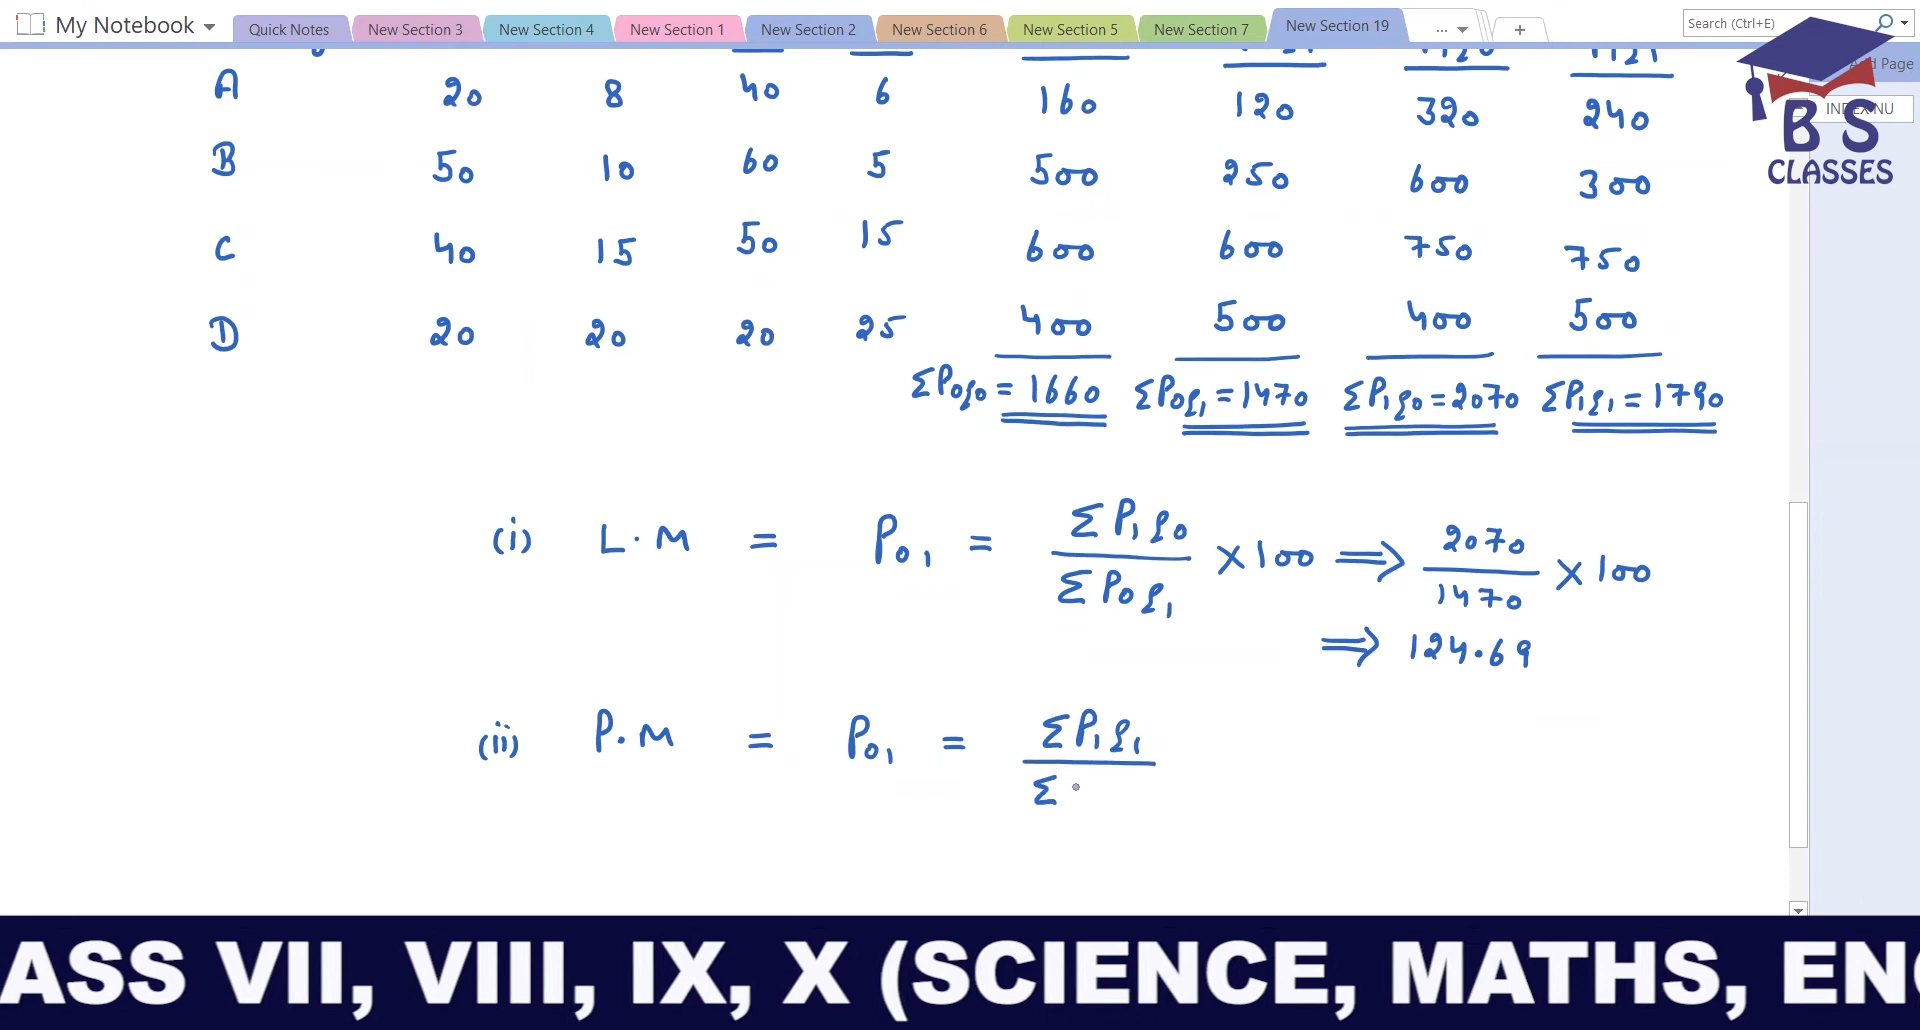 My Notebook Quick Notes New Section 3 New Section 4 New Section 1 New Section 2 New Section 6 New Section 5 New Section 7 New Section 19 ... + Search (Ctrl+E)
Page
INDEX NU
B S
CLASSES
A 20 8 40 6 160 120 320 240
B 50 10 60 5 500 250 600 300
C 40 15 50 15 600 600 750 750
D 20 20 20 25 400 500 400 500
ΣP₀q₀ = 1660 ΣP₀q₁ = 1470 ΣP₁q₀ = 2070 ΣP₁q₁ = 1790
(i) L.M = P₀₁ = ΣP₁q₀ / ΣP₀q₁ × 100 ⟹ 2070 / 1470 × 100
⟹ 124.69
(ii) P.M = P₀₁ = ΣP₁q₁ / Σ
ASS VII, VIII, IX, X (SCIENCE, MATHS, EN